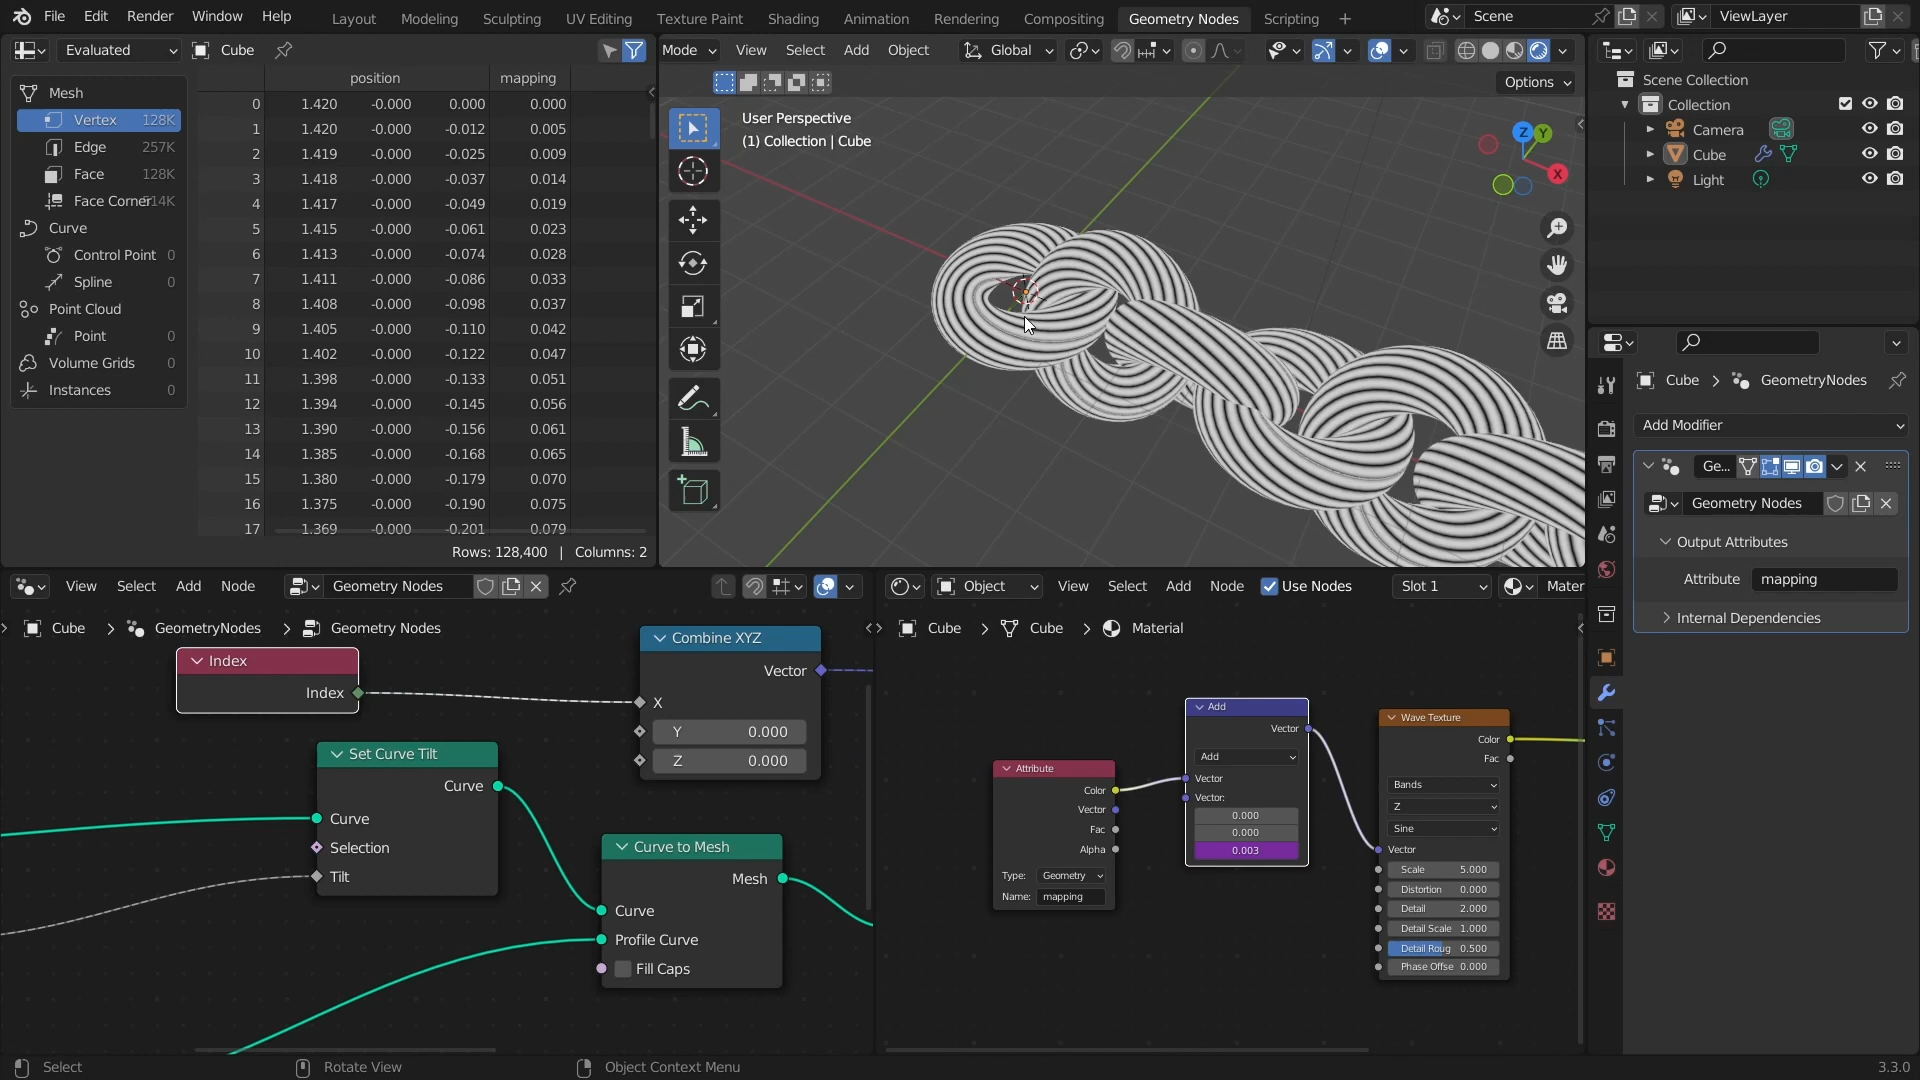 File Edit Render Window Help
Layout Modeling Sculpting UV Editing Texture Paint Shading Animation Rendering Compositing Geometry Nodes Scripting +
Scene
ViewLayer
Evaluated Cube
Mode View Select Add Object Global
Options
position mapping
Mesh
Vertex 128K
Edge 257K
Face 128K
Face Corner 514K
Curve
Control Point 0
Spline 0
Point Cloud
Point 0
Volume Grids 0
Instances 0
0 1.420 -0.000 0.000 0.000
1 1.420 -0.000 -0.012 0.005
2 1.419 -0.000 -0.025 0.009
3 1.418 -0.000 -0.037 0.014
4 1.417 -0.000 -0.049 0.019
5 1.415 -0.000 -0.061 0.023
6 1.413 -0.000 -0.074 0.028
7 1.411 -0.000 -0.086 0.033
8 1.408 -0.000 -0.098 0.037
9 1.405 -0.000 -0.110 0.042
10 1.402 -0.000 -0.122 0.047
11 1.398 -0.000 -0.133 0.051
12 1.394 -0.000 -0.145 0.056
13 1.390 -0.000 -0.156 0.061
14 1.385 -0.000 -0.168 0.065
15 1.380 -0.000 -0.179 0.070
16 1.375 -0.000 -0.190 0.075
17 1.369 -0.000 -0.201 0.079
Rows: 128,400 | Columns: 2
User Perspective
(1) Collection | Cube
Z Y
X
Scene Collection
Collection
Camera
Cube
Light
Cube > GeometryNodes
Add Modifier
Ge...
Geometry Nodes
Output Attributes
Attribute mapping
Internal Dependencies
View Select Add Node Geometry Nodes
Cube > GeometryNodes > Geometry Nodes
Index
Index
Combine XYZ
Vector
X
Y 0.000
Z 0.000
Set Curve Tilt
Curve
Curve
Selection
Tilt
Curve to Mesh
Mesh
Curve
Profile Curve
Fill Caps
Object View Select Add Node Use Nodes Slot 1 Mater
Cube > Cube > Material
Attribute
Color
Vector
Fac
Alpha
Type: Geometry
Name: mapping
Add
Vector
Add
Vector
Vector:
0.000
0.000
0.003
Wave Texture
Color
Fac
Bands
Z
Sine
Vector
Scale 5.000
Distortion 0.000
Detail 2.000
Detail Scale 1.000
Detail Roug 0.500
Phase Offse 0.000
Select Rotate View Object Context Menu
3.3.0